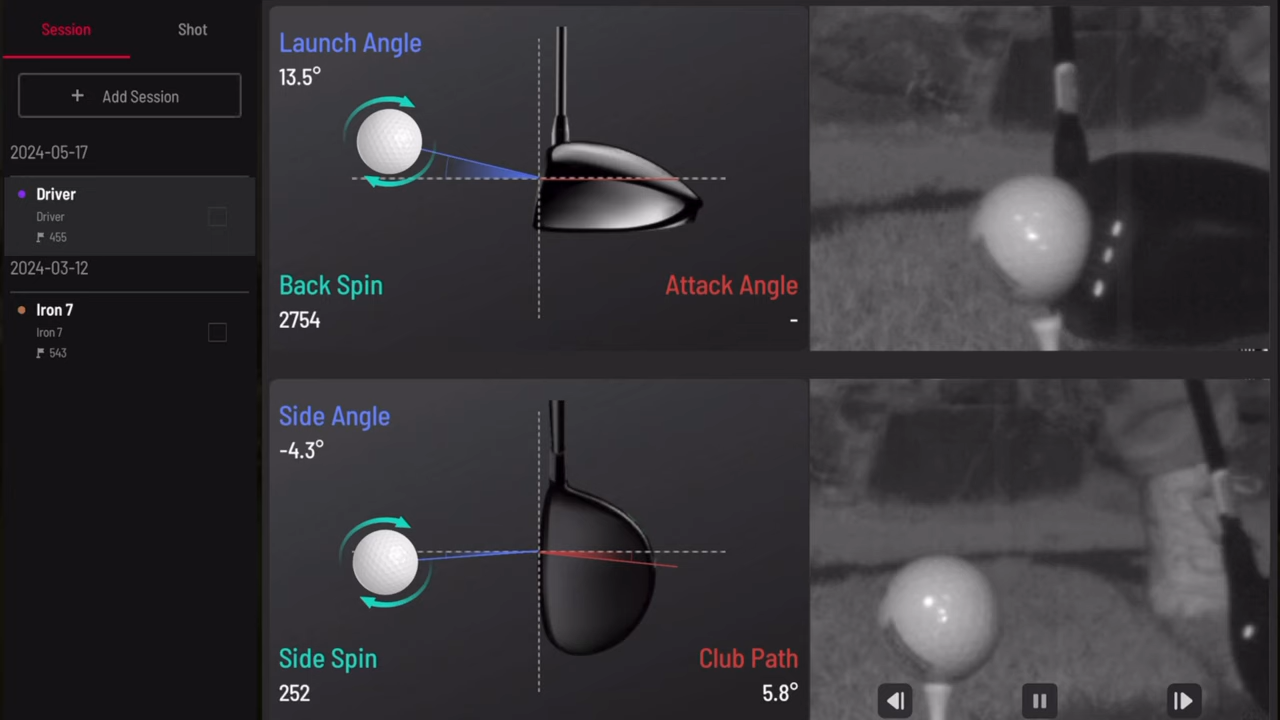 Session
Shot
+ Add Session
2024-05-17
Driver
Driver
455
2024-03-12
Iron 7
Iron 7
543
Launch Angle
13.5°
Back Spin
2754
Attack Angle
-
Side Angle
-4.3°
Side Spin
252
Club Path
5.8°